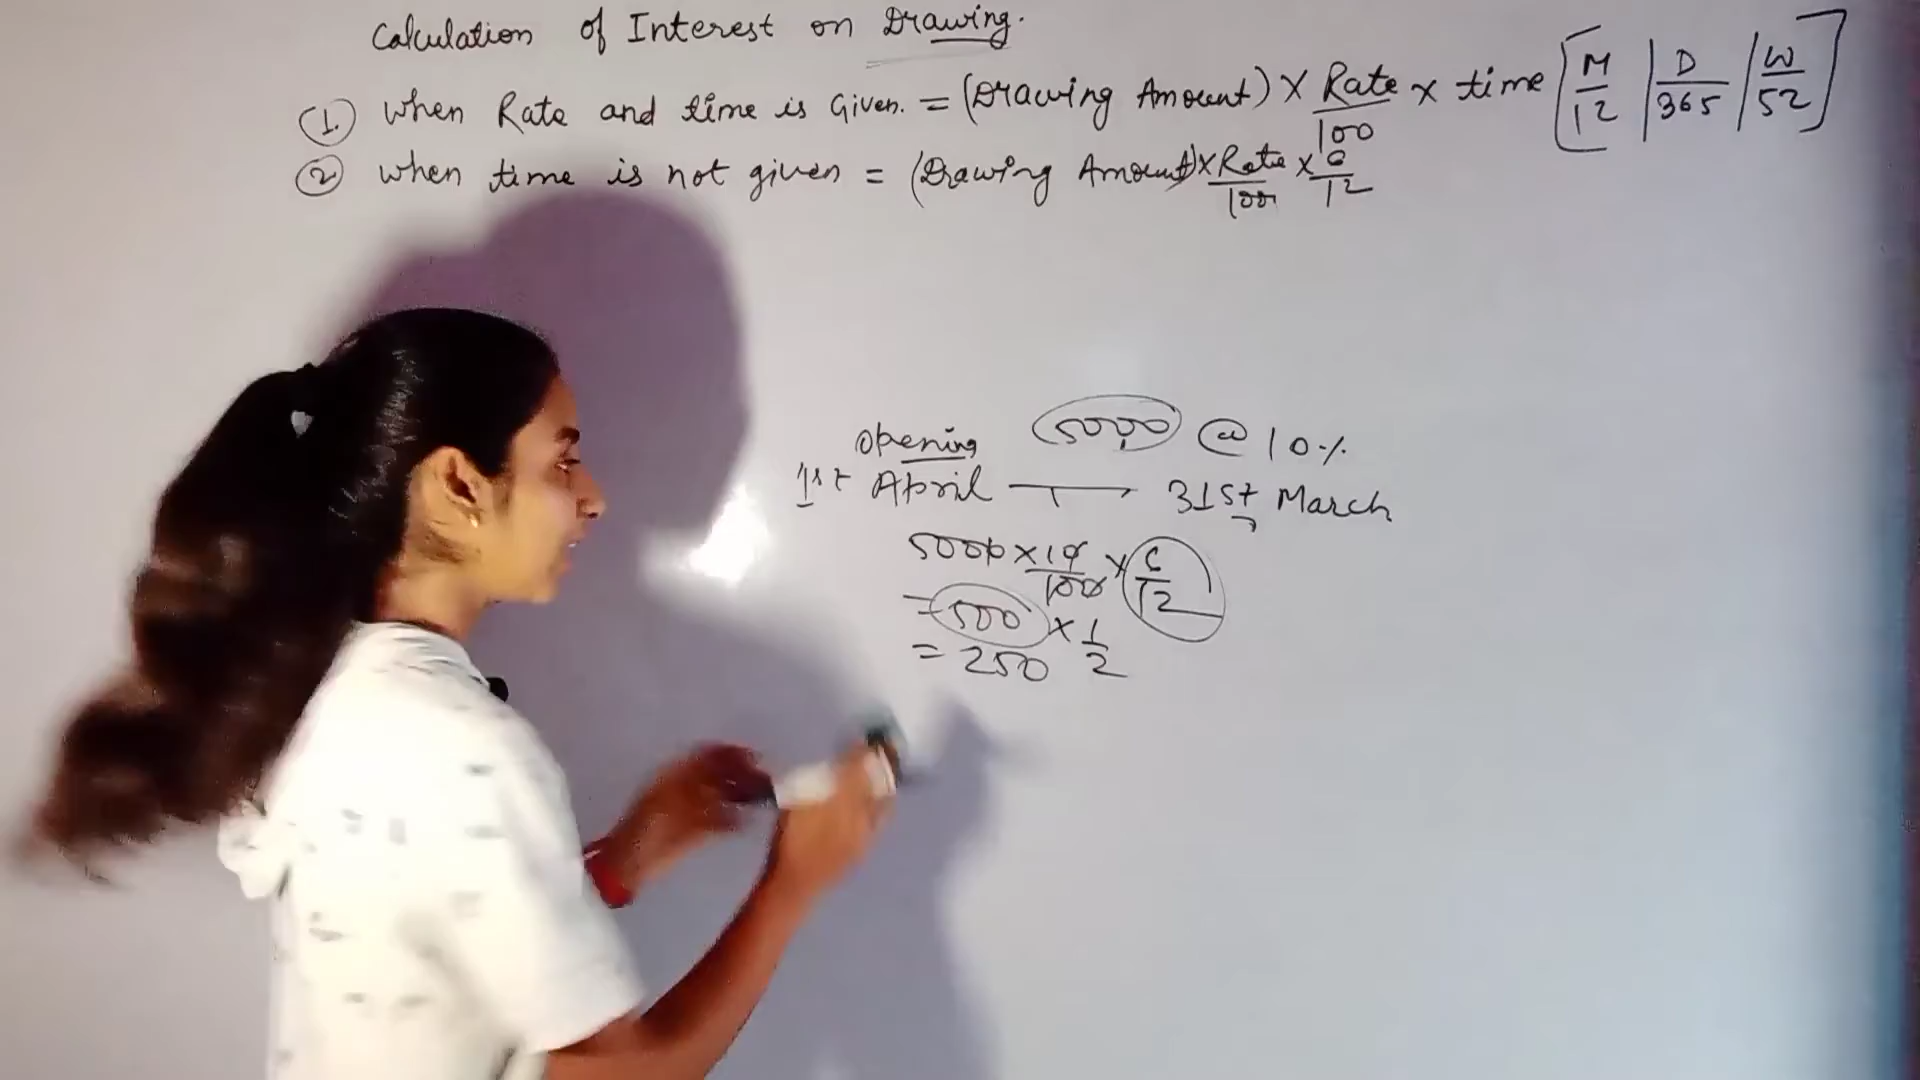 Calculation of Interest on Drawing.
(1.) when Rate and time is Given. = (Drawing Amount) × Rate/100 × time [M/12 | D/365 | W/52]
(2) when time is not given = (Drawing Amount) × Rate/100 × 6/12
Opening 5000 @ 10%
1st April — 31st March
5000 × 10/100 × 6/12
= 500 × 1/2
= 250